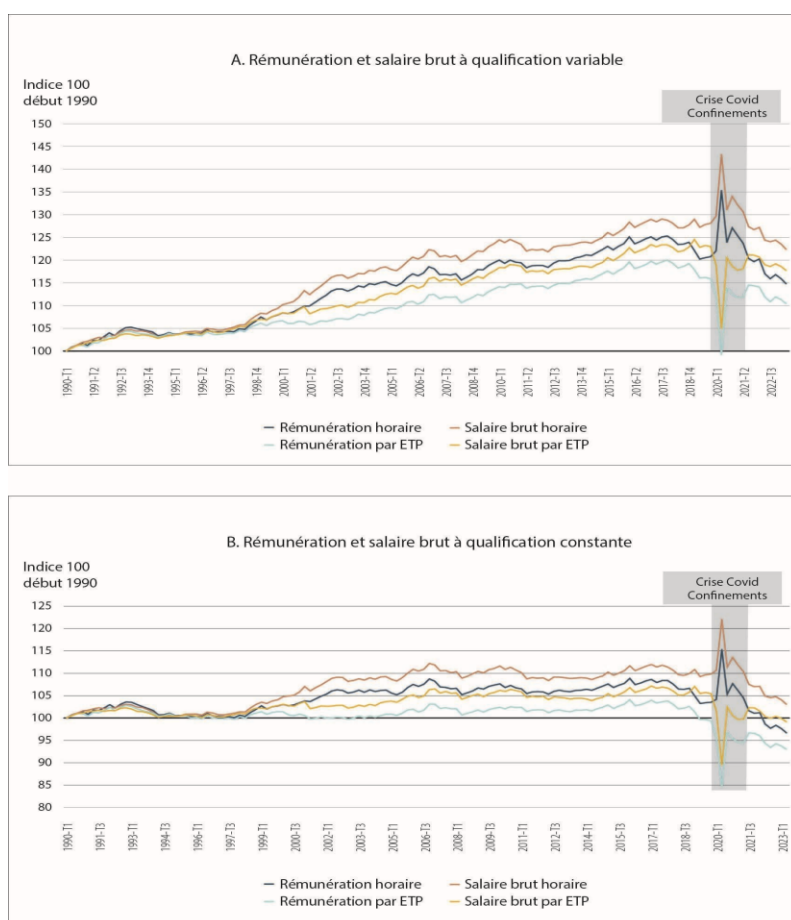 A. Rémunération et salaire brut à qualification variable
Indice 100
début 1990
Crise Covid
Confinements
150
145
140
135
130
125
120
115
110
105
100
1990-T1
1991-T2
1992-T3
1993-T4
1995-T1
1996-T2
1997-T3
1998-T4
2000-T1
2001-T2
2002-T3
2003-T4
2005-T1
2006-T2
2007-T3
2008-T4
2010-T1
2011-T2
2012-T3
2013-T4
2015-T1
2016-T2
2017-T3
2018-T4
2020-T1
2021-T2
2022-T3
Rémunération horaire
Salaire brut horaire
Rémunération par ETP
Salaire brut par ETP
B. Rémunération et salaire brut à qualification constante
Indice 100
début 1990
Crise Covid
Confinements
125
120
115
110
105
100
95
90
85
80
1990-T1
1991-T3
1993-T1
1994-T3
1996-T1
1997-T3
1999-T1
2000-T3
2002-T1
2003-T3
2005-T1
2006-T3
2008-T1
2009-T3
2011-T1
2012-T3
2014-T1
2015-T3
2017-T1
2018-T3
2020-T1
2021-T3
2023-T1
Rémunération horaire
Salaire brut horaire
Rémunération par ETP
Salaire brut par ETP